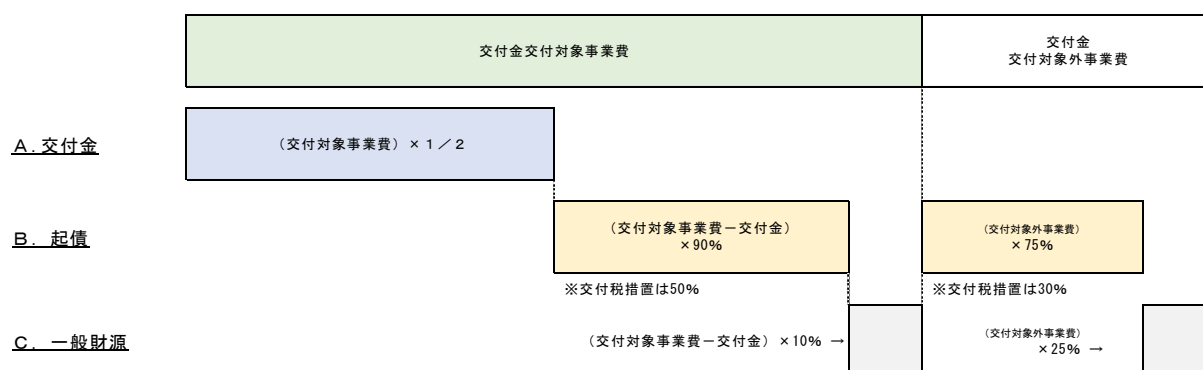 交付金交付対象事業費
交付金
交付対象外事業費
A.交付金
（交付対象事業費）×1／2
B. 起債
（交付対象事業費－交付金）
×90%
（交付対象外事業費）
×75%
※交付税措置は50%
※交付税措置は30%
C. 一般財源
（交付対象事業費－交付金）×10% →
（交付対象外事業費）
×25% →